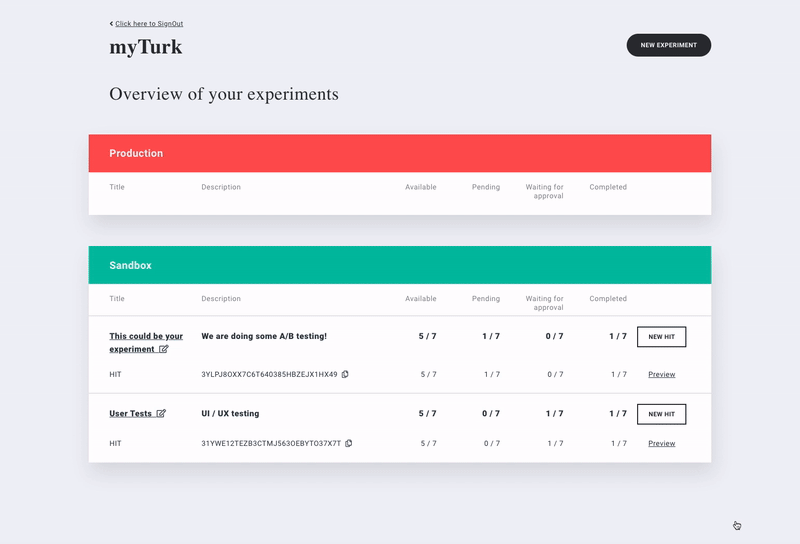 Click here to SignOut
myTurk
NEW EXPERIMENT
Overview of your experiments
Production
Title Description Available Pending Waiting for Completed
approval
Sandbox
Title Description Available Pending Waiting for Completed
approval
This could be your We are doing some A/B testing! 5 / 7 1 / 7 0 / 7 1 / 7 NEW HIT
experiment
HIT 3YLPJ8OXX7C6T640385HBZEJX1HX49 5 / 7 1 / 7 0 / 7 1 / 7 Preview
User Tests UI / UX testing 5 / 7 0 / 7 1 / 7 1 / 7 NEW HIT
HIT 31YWE12TEZB3CTMJ563OEBYTO37X7T 5 / 7 0 / 7 1 / 7 1 / 7 Preview